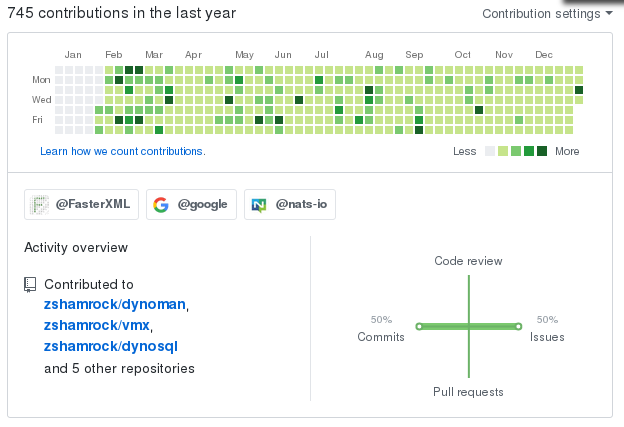 745 contributions in the last year
Contribution settings
Jan Feb Mar Apr May Jun Jul Aug Sep Oct Nov Dec
Mon
Wed
Fri
Learn how we count contributions.
Less More
@FasterXML @google @nats-io
Activity overview
Contributed to
zshamrock/dynoman,
zshamrock/vmx,
zshamrock/dynosql
and 5 other repositories
Code review
50%
Commits
50%
Issues
Pull requests